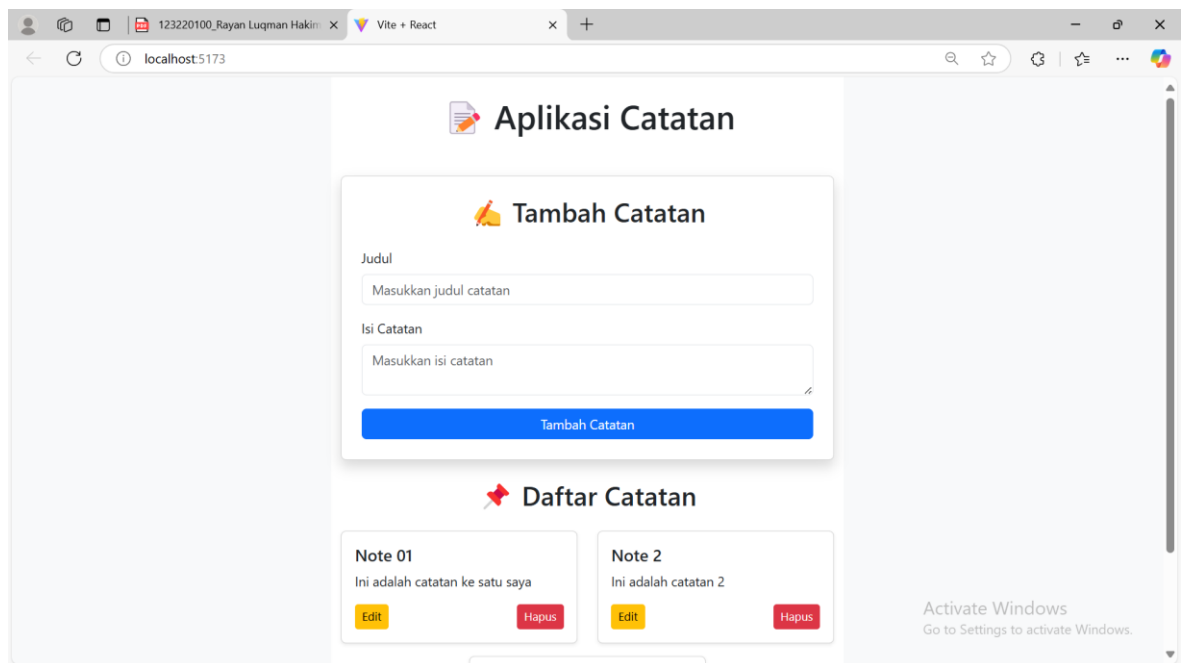 123220100_Rayan Luqman Hakim
Vite + React
localhost:5173
📝 Aplikasi Catatan
✍️ Tambah Catatan
Judul
Masukkan judul catatan
Isi Catatan
Masukkan isi catatan
Tambah Catatan
📌 Daftar Catatan
Note 01
Ini adalah catatan ke satu saya
Edit
Hapus
Note 2
Ini adalah catatan 2
Edit
Hapus
Activate Windows
Go to Settings to activate Windows.